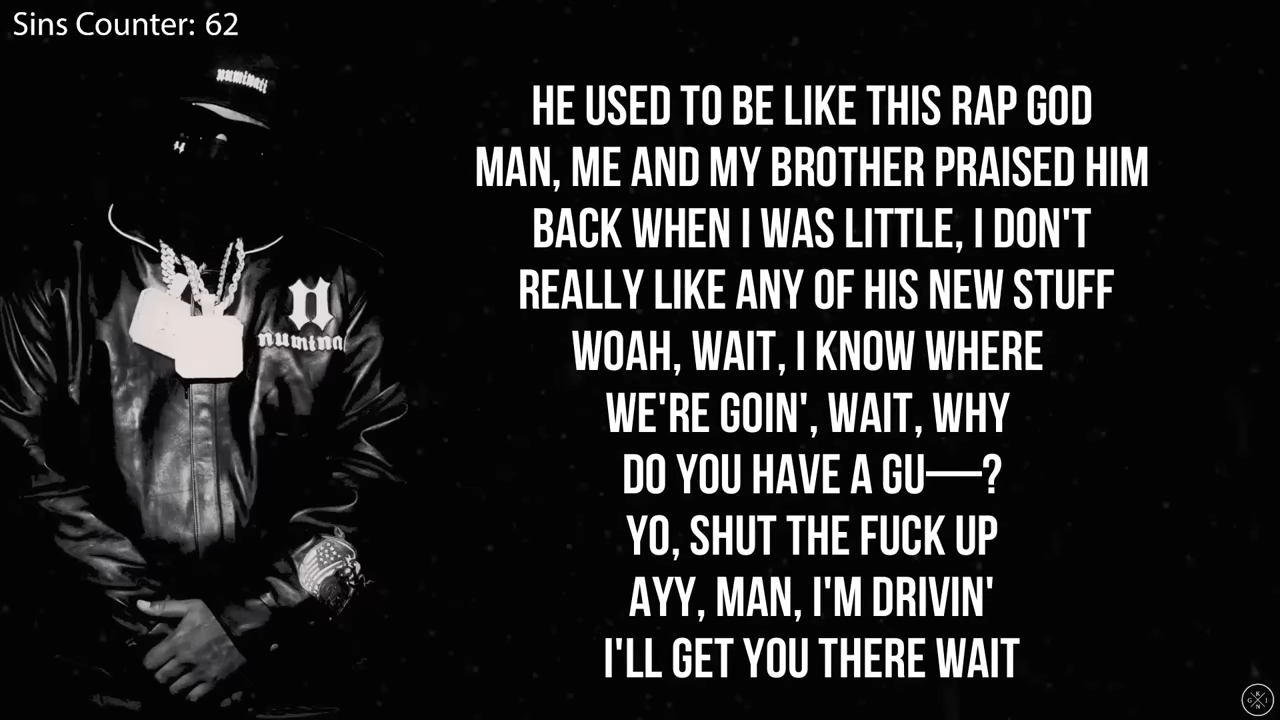 Sins Counter: 62
numinati
HE USED TO BE LIKE THIS RAP GOD
MAN, ME AND MY BROTHER PRAISED HIM
BACK WHEN I WAS LITTLE, I DON'T
REALLY LIKE ANY OF HIS NEW STUFF
WOAH, WAIT, I KNOW WHERE
WE'RE GOIN', WAIT, WHY
DO YOU HAVE A GU—?
YO, SHUT THE FUCK UP
AYY, MAN, I'M DRIVIN'
I'LL GET YOU THERE WAIT
n
numina
G K I N